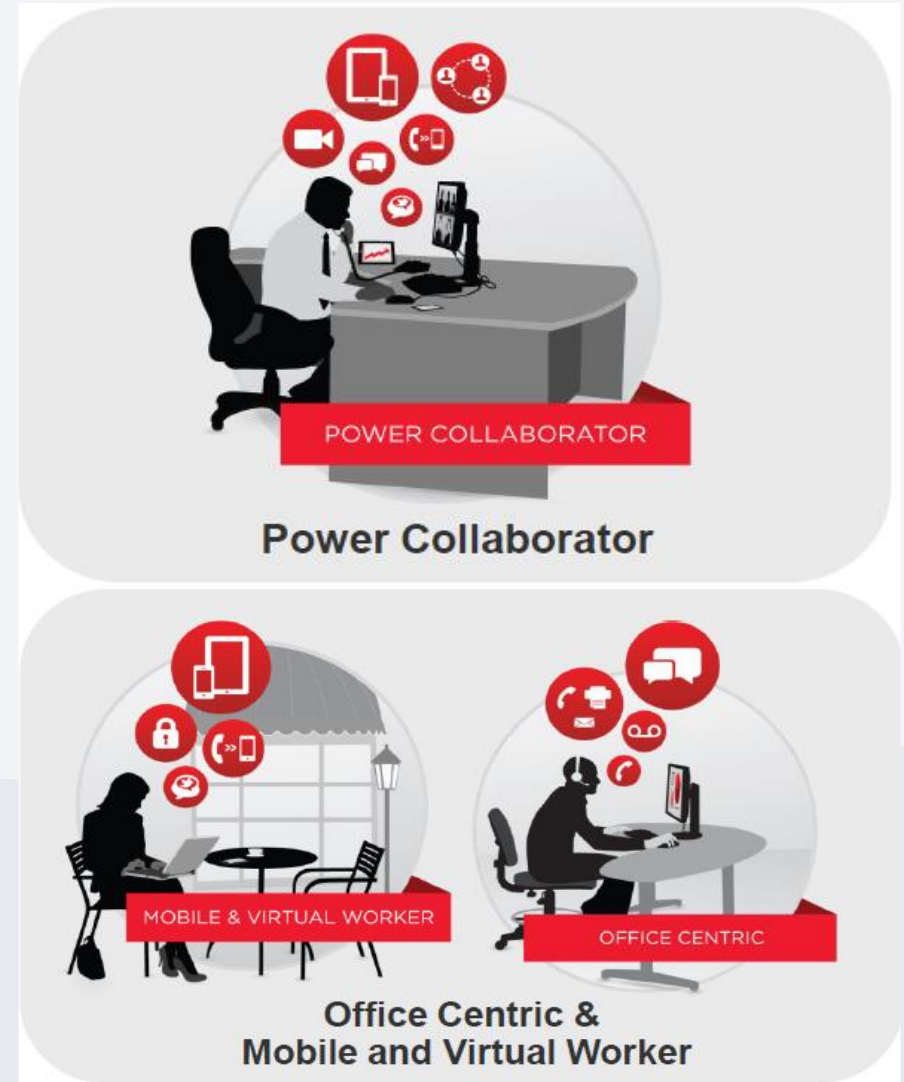 POWER COLLABORATOR
Power Collaborator
MOBILE & VIRTUAL WORKER
OFFICE CENTRIC
Office Centric &
Mobile and Virtual Worker